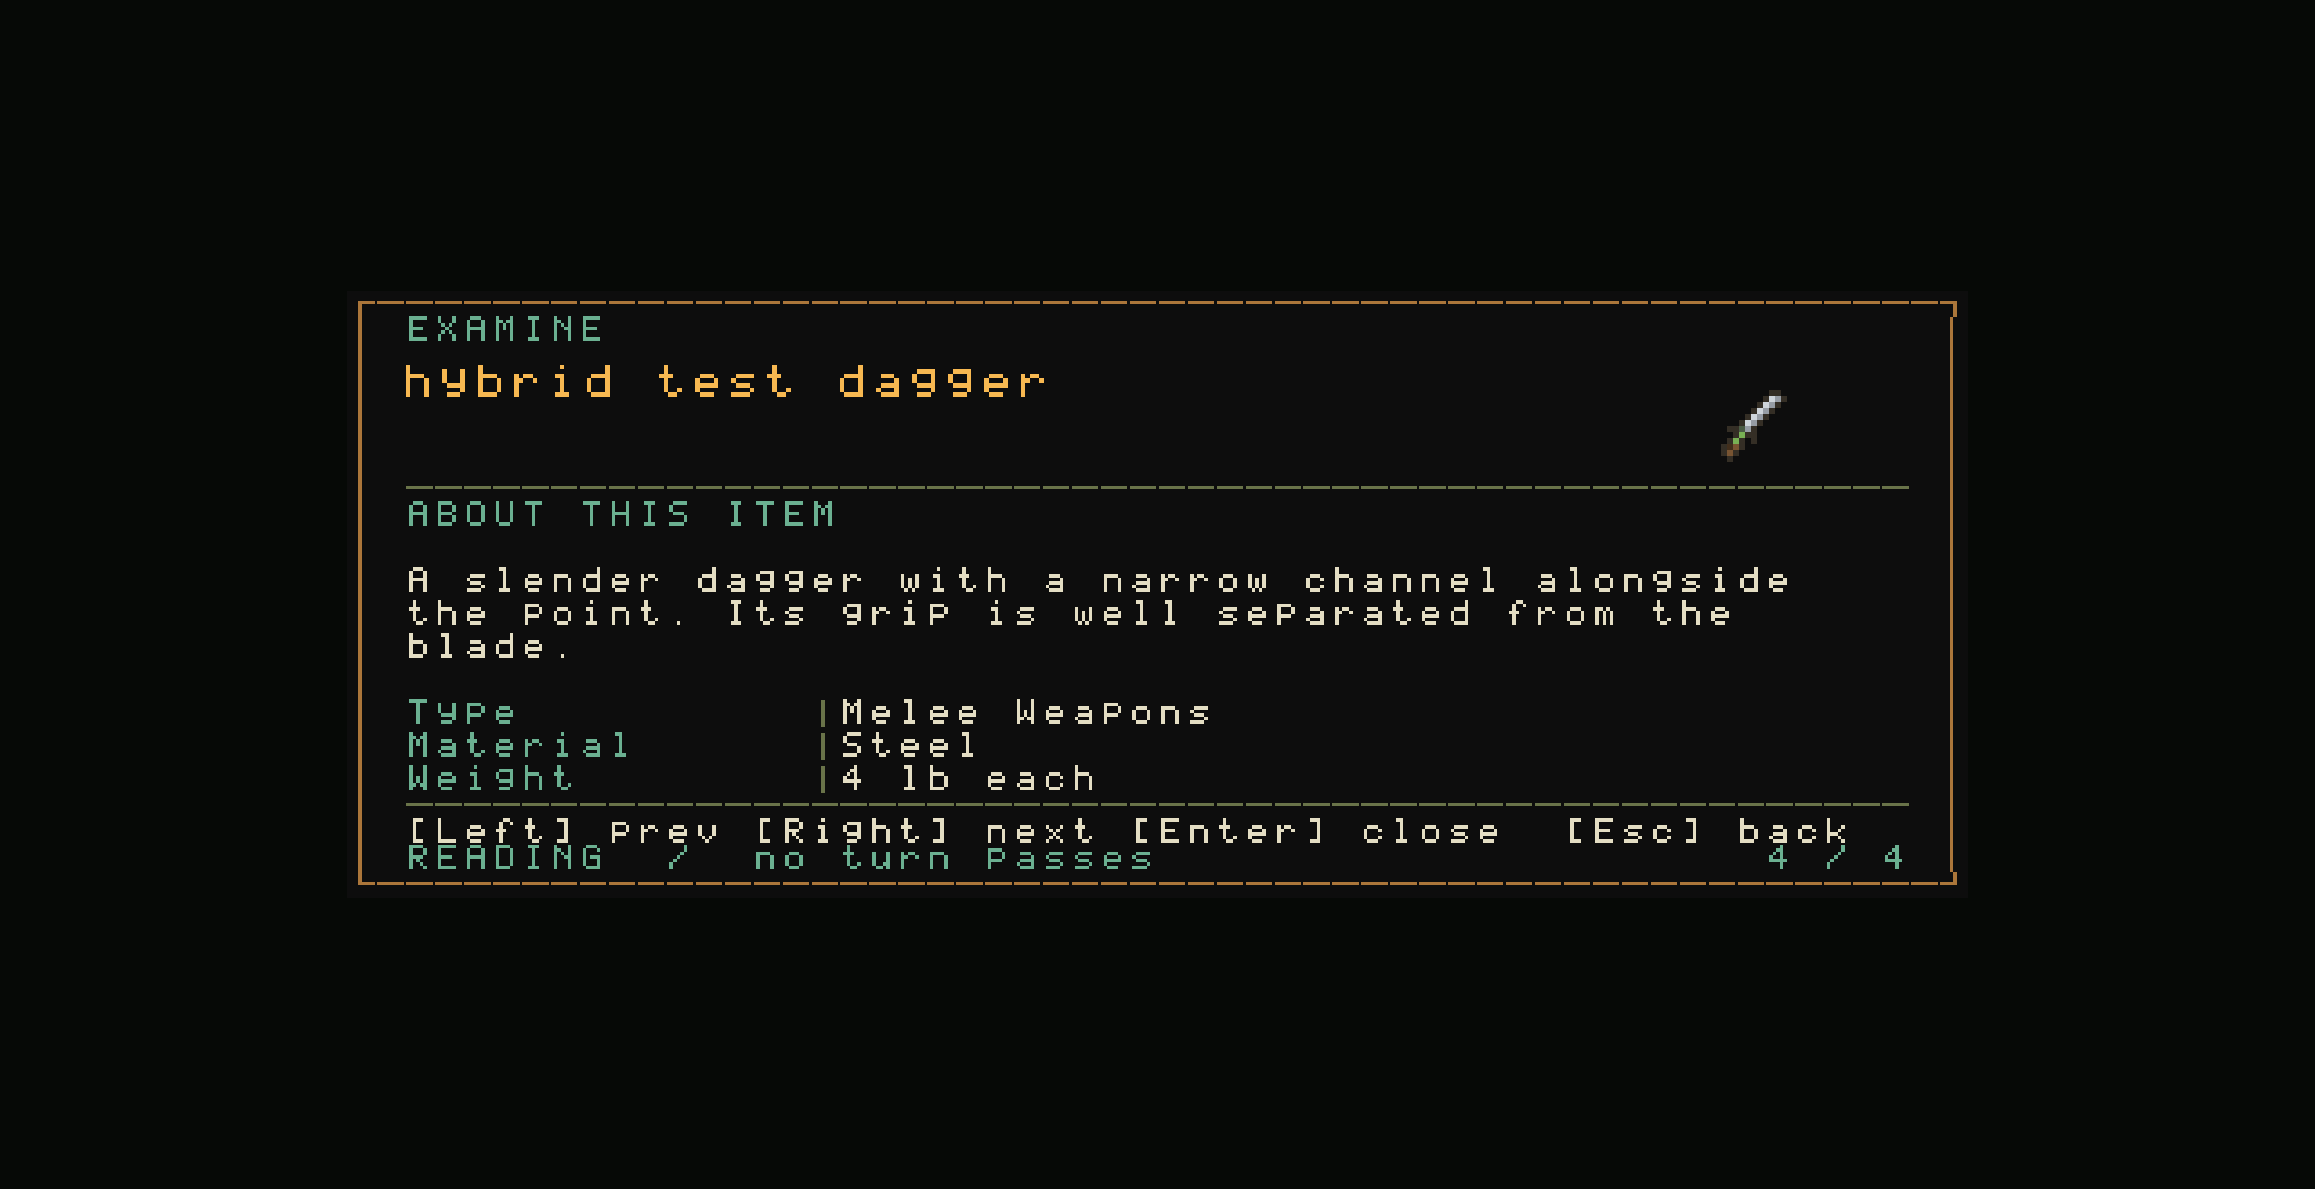 EXAMINE
hybrid test dagger
ABOUT THIS ITEM
A slender dagger with a narrow channel alongside
the point. Its grip is well separated from the
blade.
Type |Melee Weapons
Material |Steel
Weight |4 lb each
[Left] prev [Right] next [Enter] close [Esc] back
READING / no turn passes 4 / 4